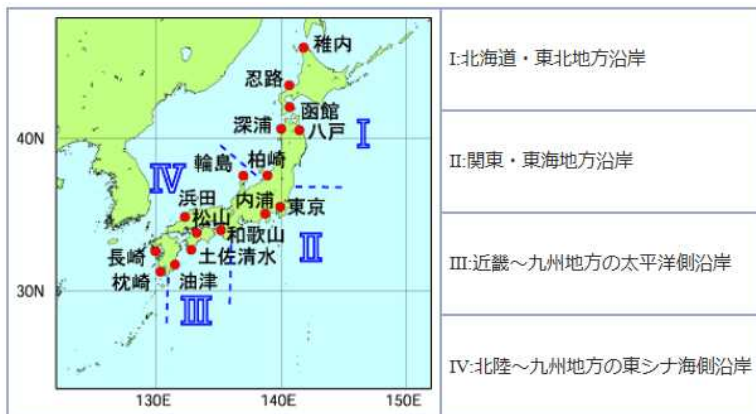 稚内
忍路
函館
深浦
八戸
I
40N
輪島
柏崎
IV
浜田
内浦
東京
松山
和歌山
II
長崎
土佐清水
枕崎
油津
30N
III
130E
140E
150E
I:北海道・東北地方沿岸
II:関東・東海地方沿岸
III:近畿～九州地方の太平洋側沿岸
IV:北陸～九州地方の東シナ海側沿岸